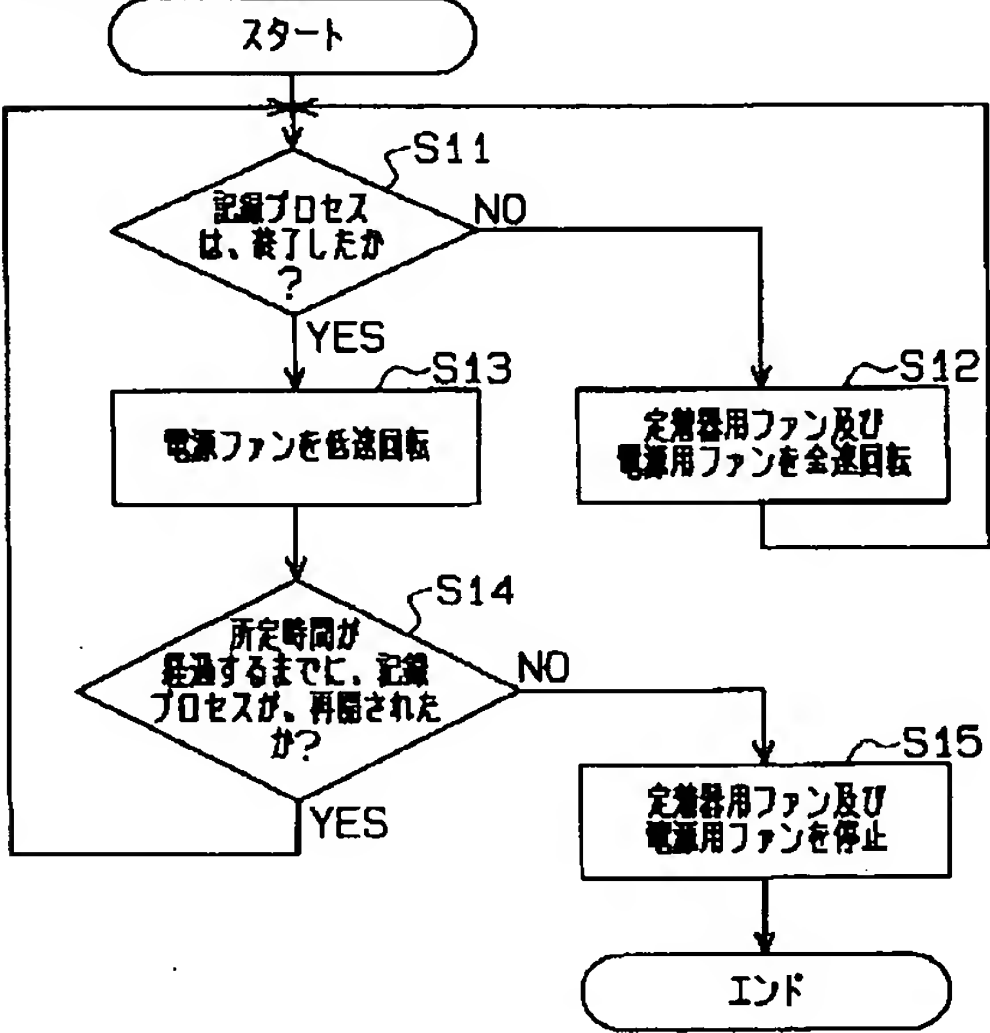 スタート
S11
記録プロセス
は、終了したか
?
NO
YES
S13
電源ファンを低速回転
S12
定着器用ファン及び
電源用ファンを全速回転
S14
所定時間が
経過するまでに、記録
プロセスが、再開された
か?
NO
YES
S15
定着器用ファン及び
電源用ファンを停止
エンド